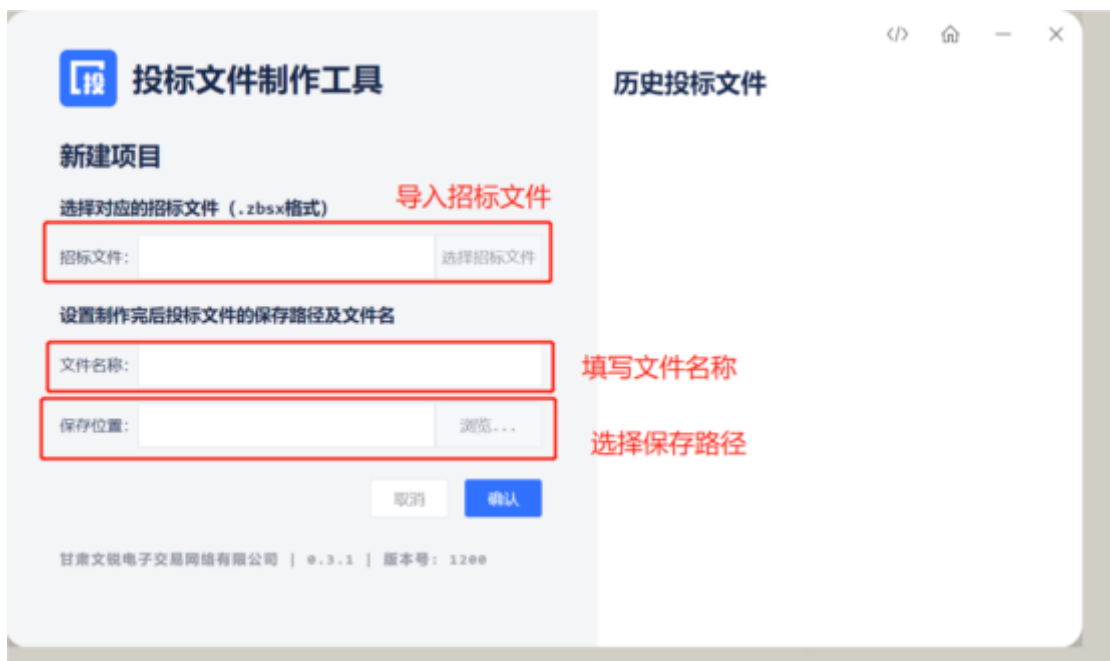 </> 
投 投标文件制作工具
历史投标文件
新建项目
选择对应的招标文件（.zbsx格式）
导入招标文件
招标文件：
选择招标文件
设置制作完后投标文件的保存路径及文件名
文件名称：
填写文件名称
保存位置：
浏览...
选择保存路径
取消
确认
甘肃文锐电子交易网络有限公司 | 0.3.1 | 版本号: 1200